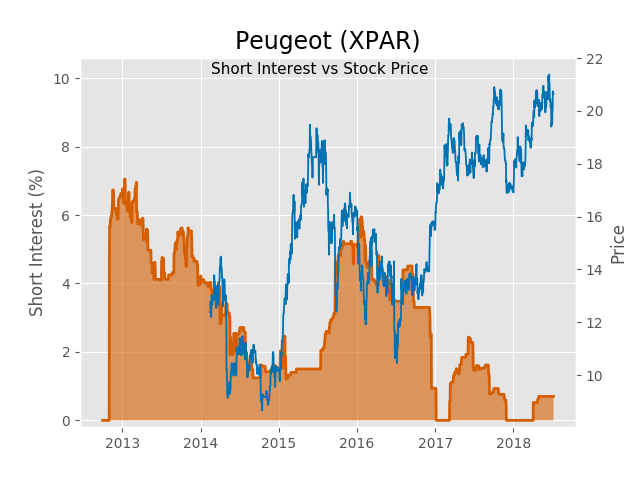 Peugeot (XPAR)
Short Interest vs Stock Price
Short Interest (%)
10
8
6
4
2
0
22
20
18
16
14
12
10
Price
2013 2014 2015 2016 2017 2018